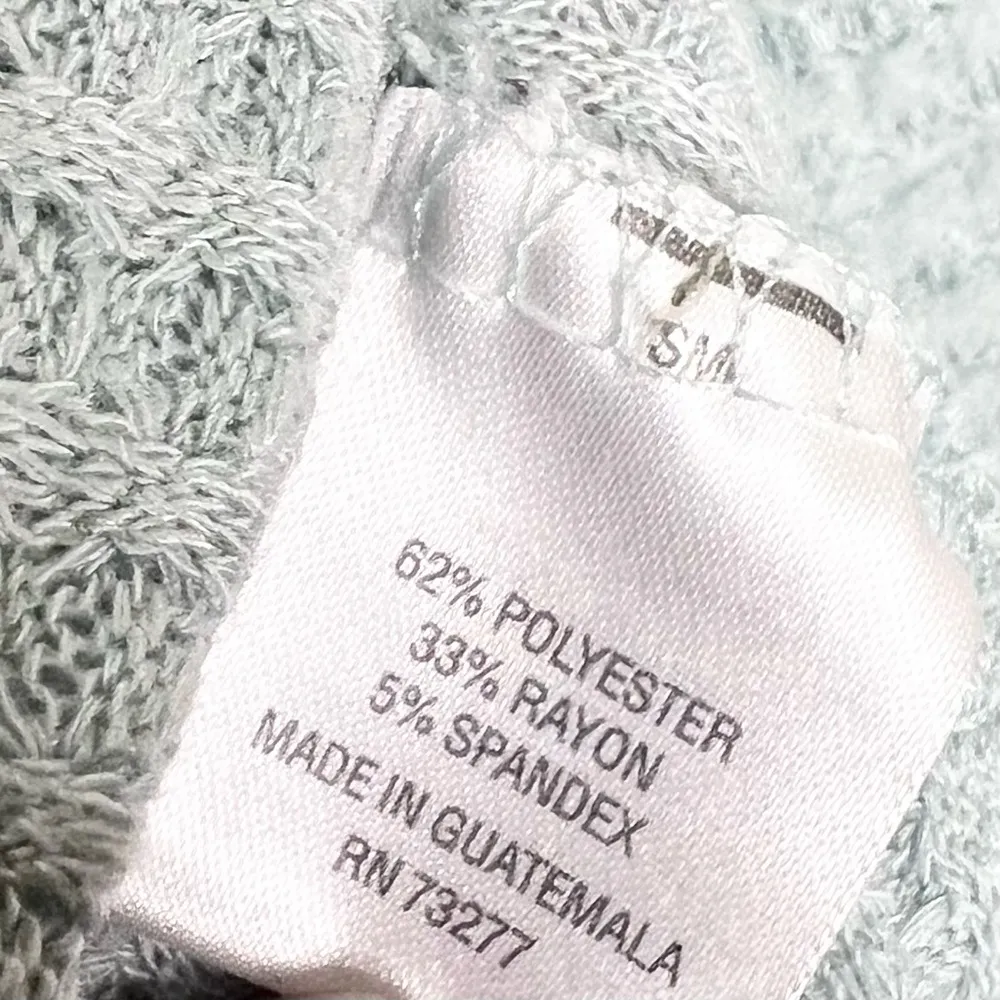 SM
62% POLYESTER
33% RAYON
5% SPANDEX
MADE IN GUATEMALA
RN 73277